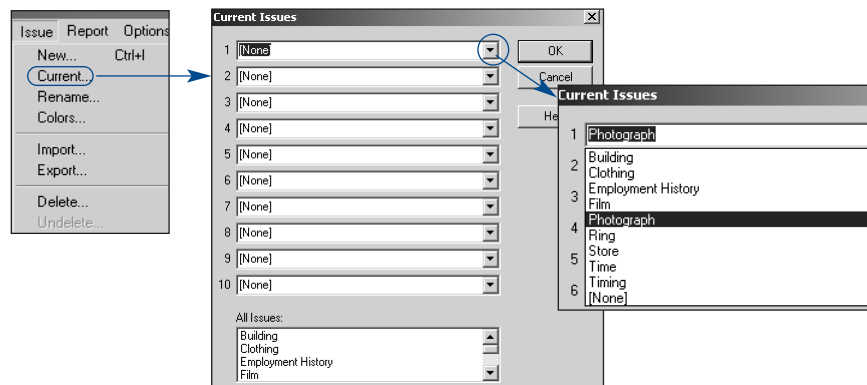 Issue Report Options
New... Ctrl+I
Current...
Rename...
Colors...
Import...
Export...
Delete...
Undelete...
Current Issues
1 [None]
2 [None]
3 [None]
4 [None]
5 [None]
6 [None]
7 [None]
8 [None]
9 [None]
10 [None]
All Issues:
Building
Clothing
Employment History
Film
OK
Cancel
Current Issues
1 Photograph
2
3
4
5
6
Building
Clothing
Employment History
Film
Photograph
Ring
Store
Time
Timing
[None]